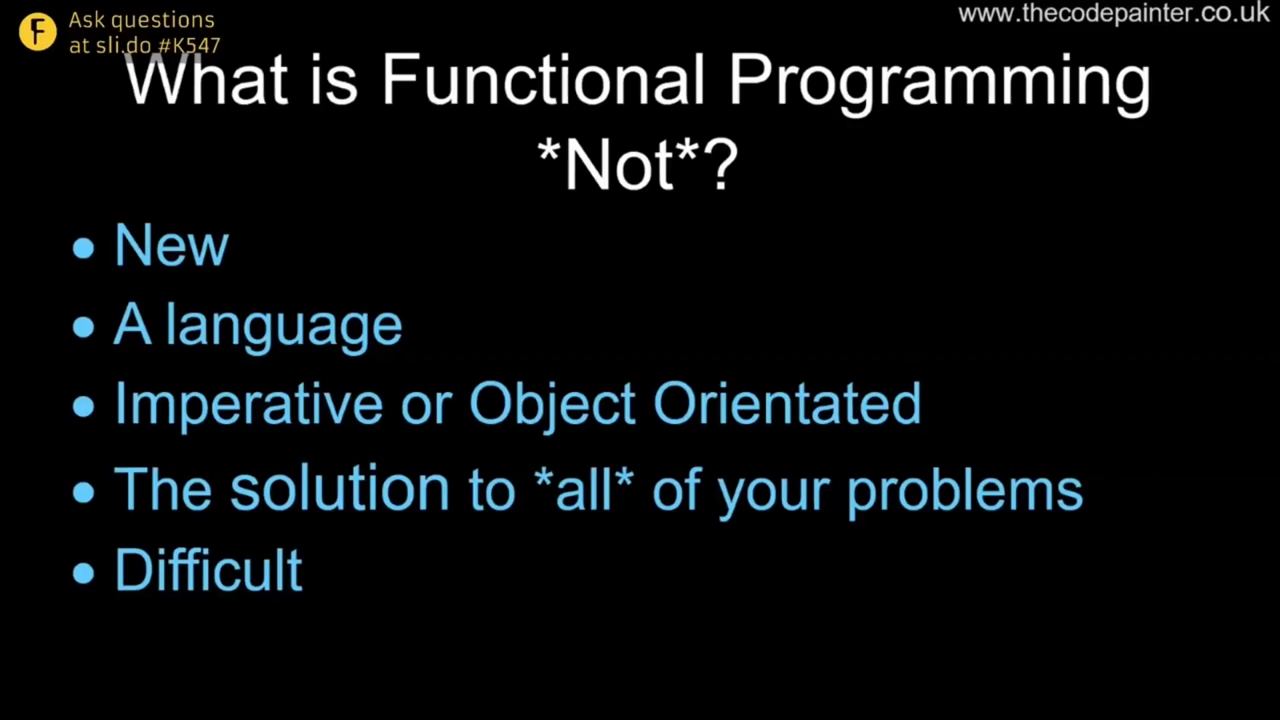 Ask questions
at sli.do #K547
www.thecodepainter.co.uk
What is Functional Programming
*Not*?
• New
• A language
• Imperative or Object Orientated
• The solution to *all* of your problems
• Difficult